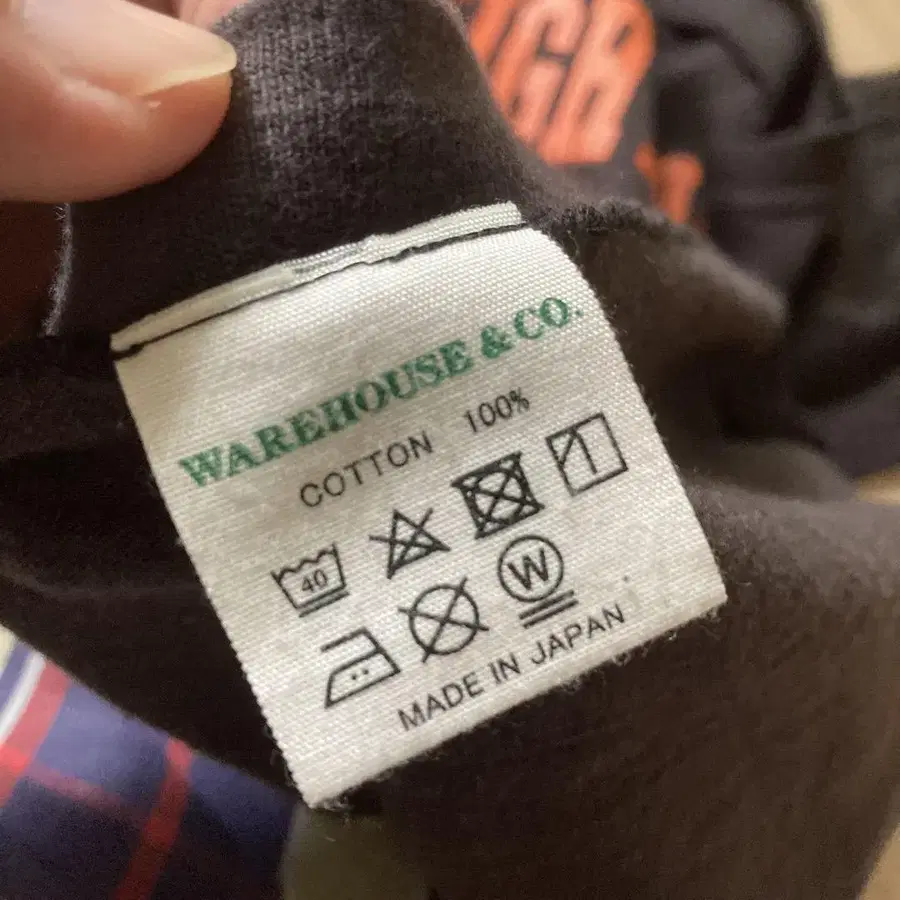 WAREHOUSE & CO.
COTTON 100%
40
W
MADE IN JAPAN